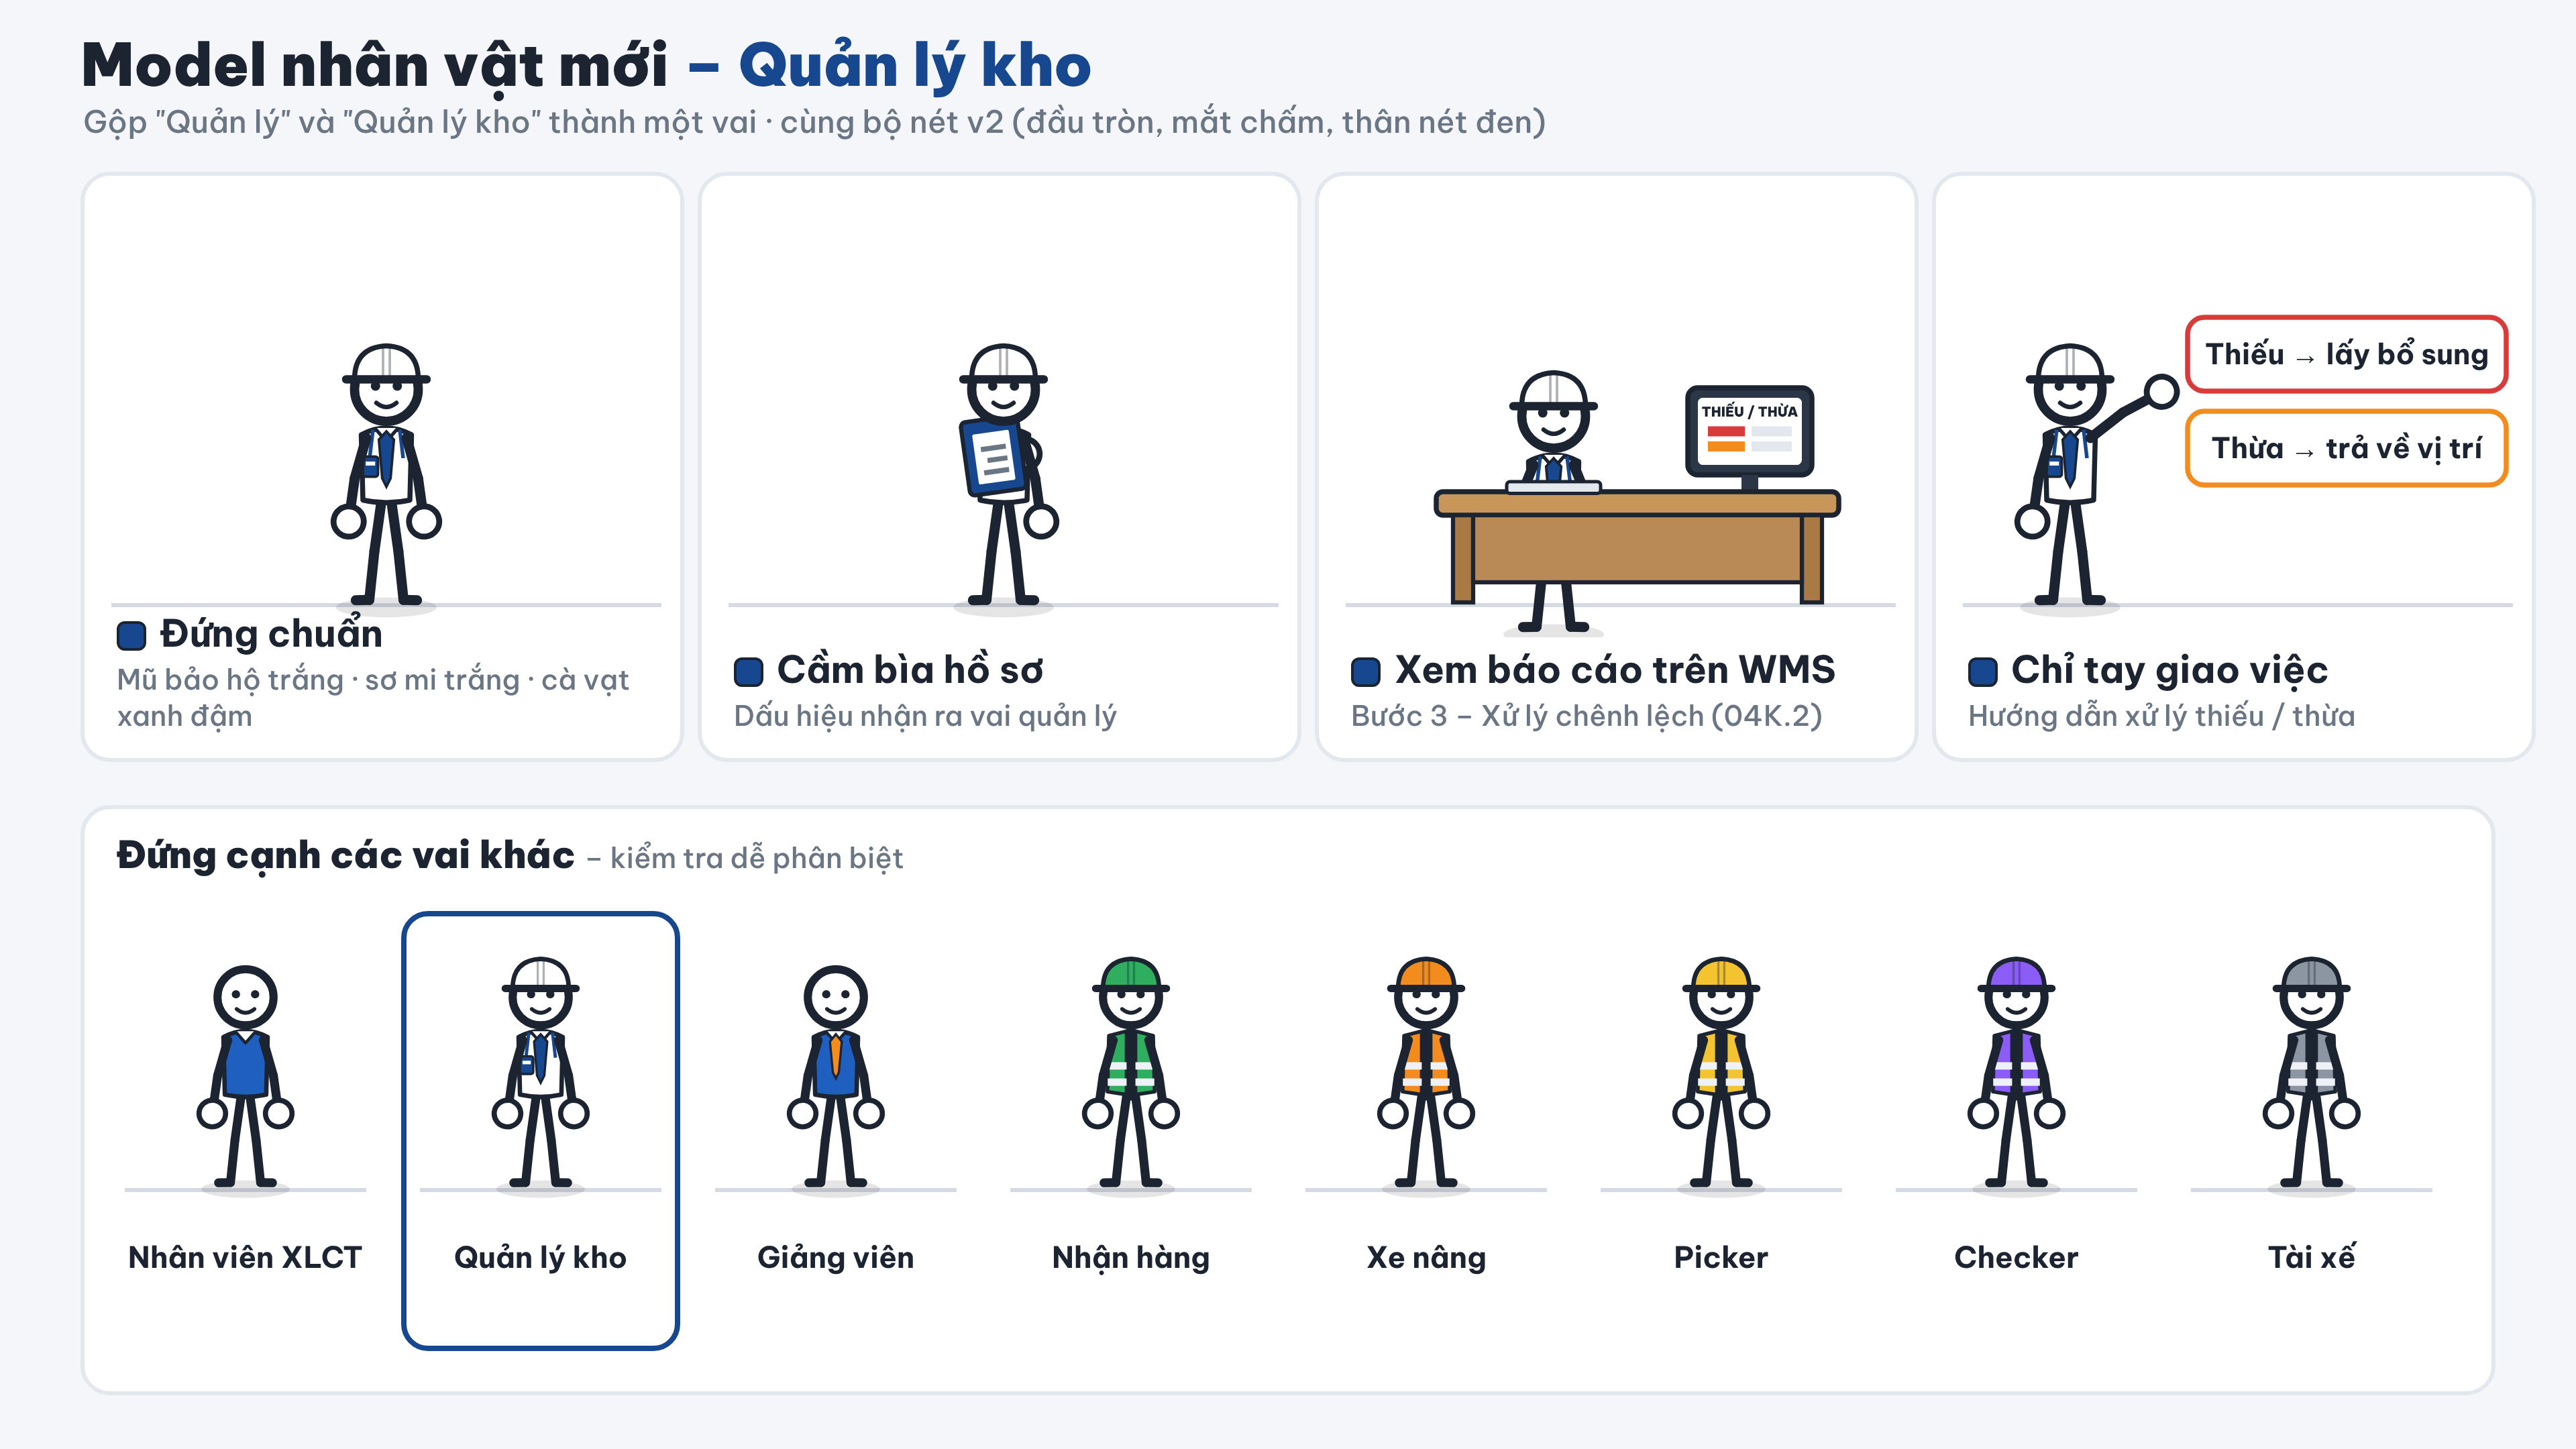 Model nhân vật mới – Quản lý kho
Gộp "Quản lý" và "Quản lý kho" thành một vai · cùng bộ nét v2 (đầu tròn, mắt chấm, thân nét đen)
Đứng chuẩn
Mũ bảo hộ trắng · sơ mi trắng · cà vạt
xanh đậm
Cầm bìa hồ sơ
Dấu hiệu nhận ra vai quản lý
THIẾU / THỪA
Xem báo cáo trên WMS
Bước 3 – Xử lý chênh lệch (04K.2)
Thiếu → lấy bổ sung
Thừa → trả về vị trí
Chỉ tay giao việc
Hướng dẫn xử lý thiếu / thừa
Đứng cạnh các vai khác – kiểm tra dễ phân biệt
Nhân viên XLCT
Quản lý kho
Giảng viên
Nhận hàng
Xe nâng
Picker
Checker
Tài xế